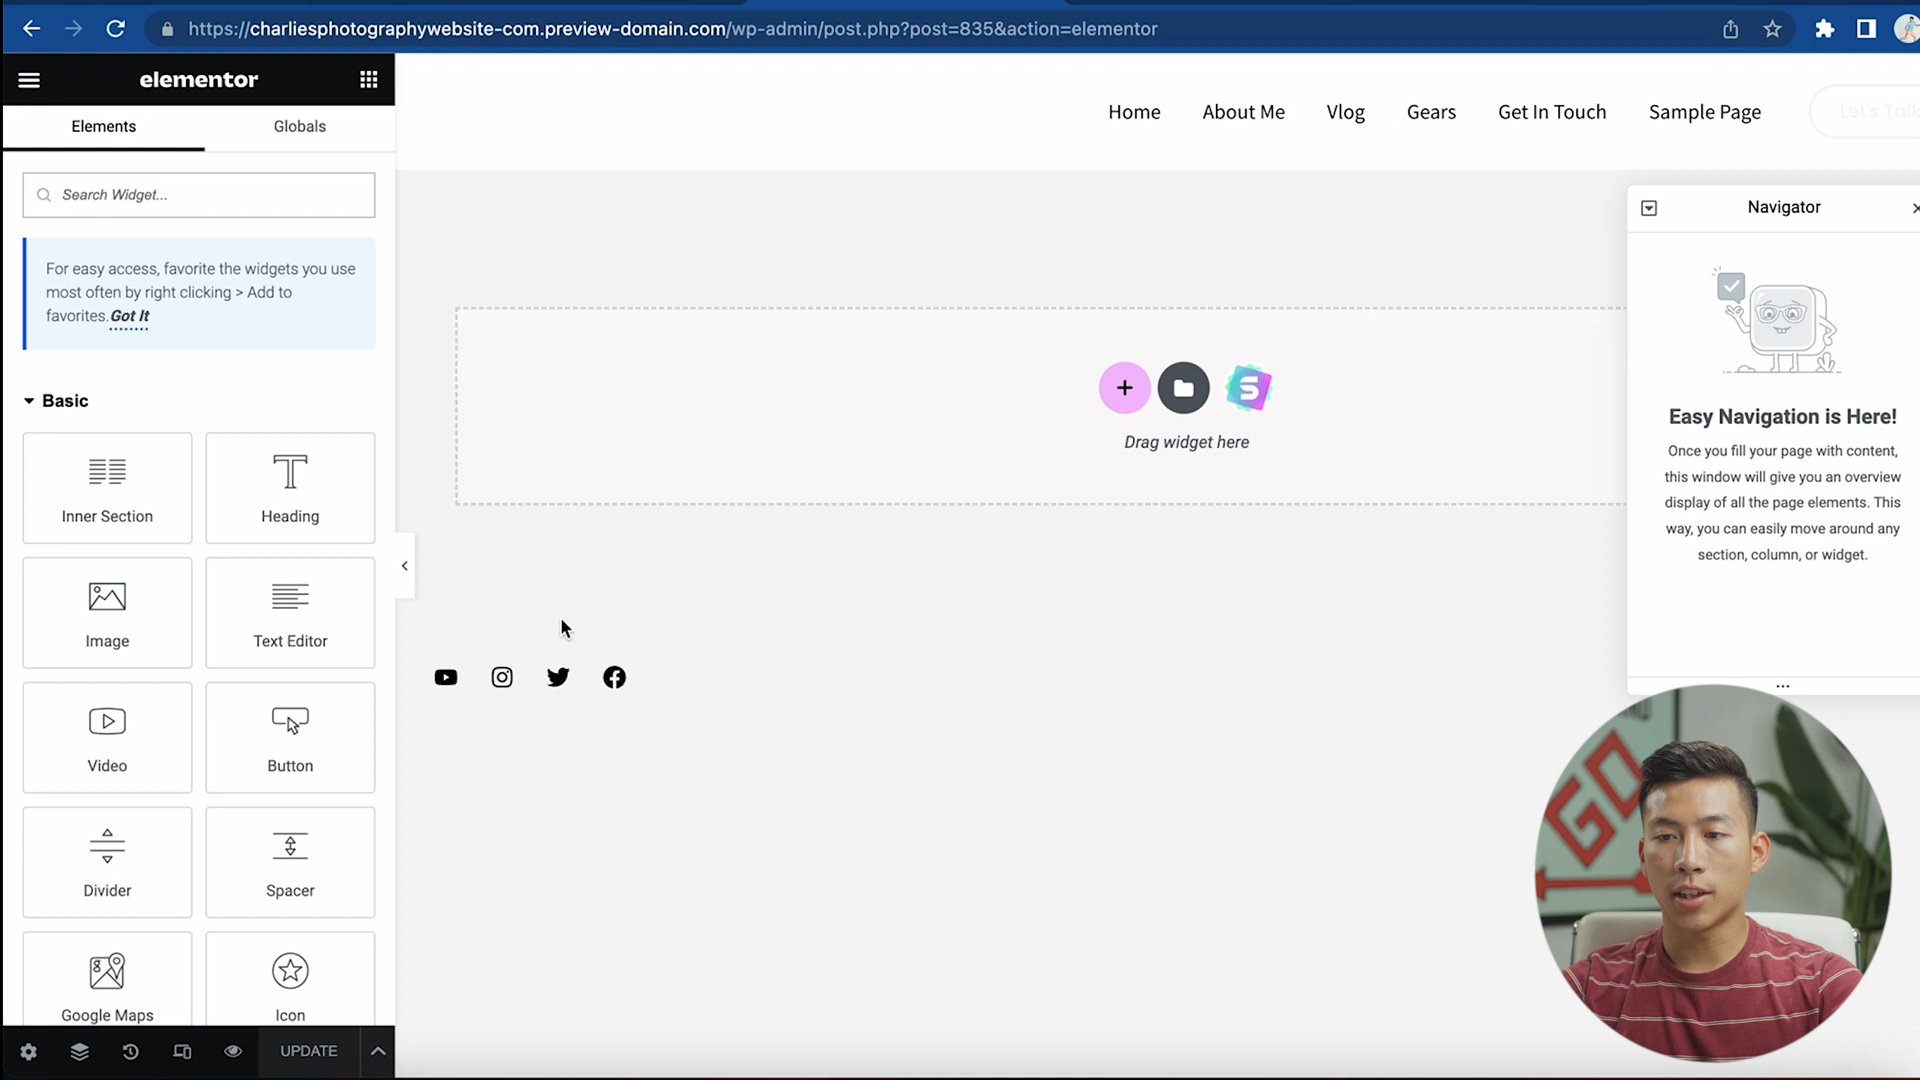 https://charliesphotographywebsite-com.preview-domain.com/wp-admin/post.php?post=835&action=elementor
elementor
Elements
Globals
Search Widget...
For easy access, favorite the widgets you use
most often by right clicking > Add to
favorites. Got It
Basic
Inner Section
Heading
Image
Text Editor
Video
Button
Divider
Spacer
Google Maps
Icon
UPDATE
Home
About Me
Vlog
Gears
Get In Touch
Sample Page
Let's Talk
Drag widget here
Navigator
Easy Navigation is Here!
Once you fill your page with content,
this window will give you an overview
display of all the page elements. This
way, you can easily move around any
section, column, or widget.
GO